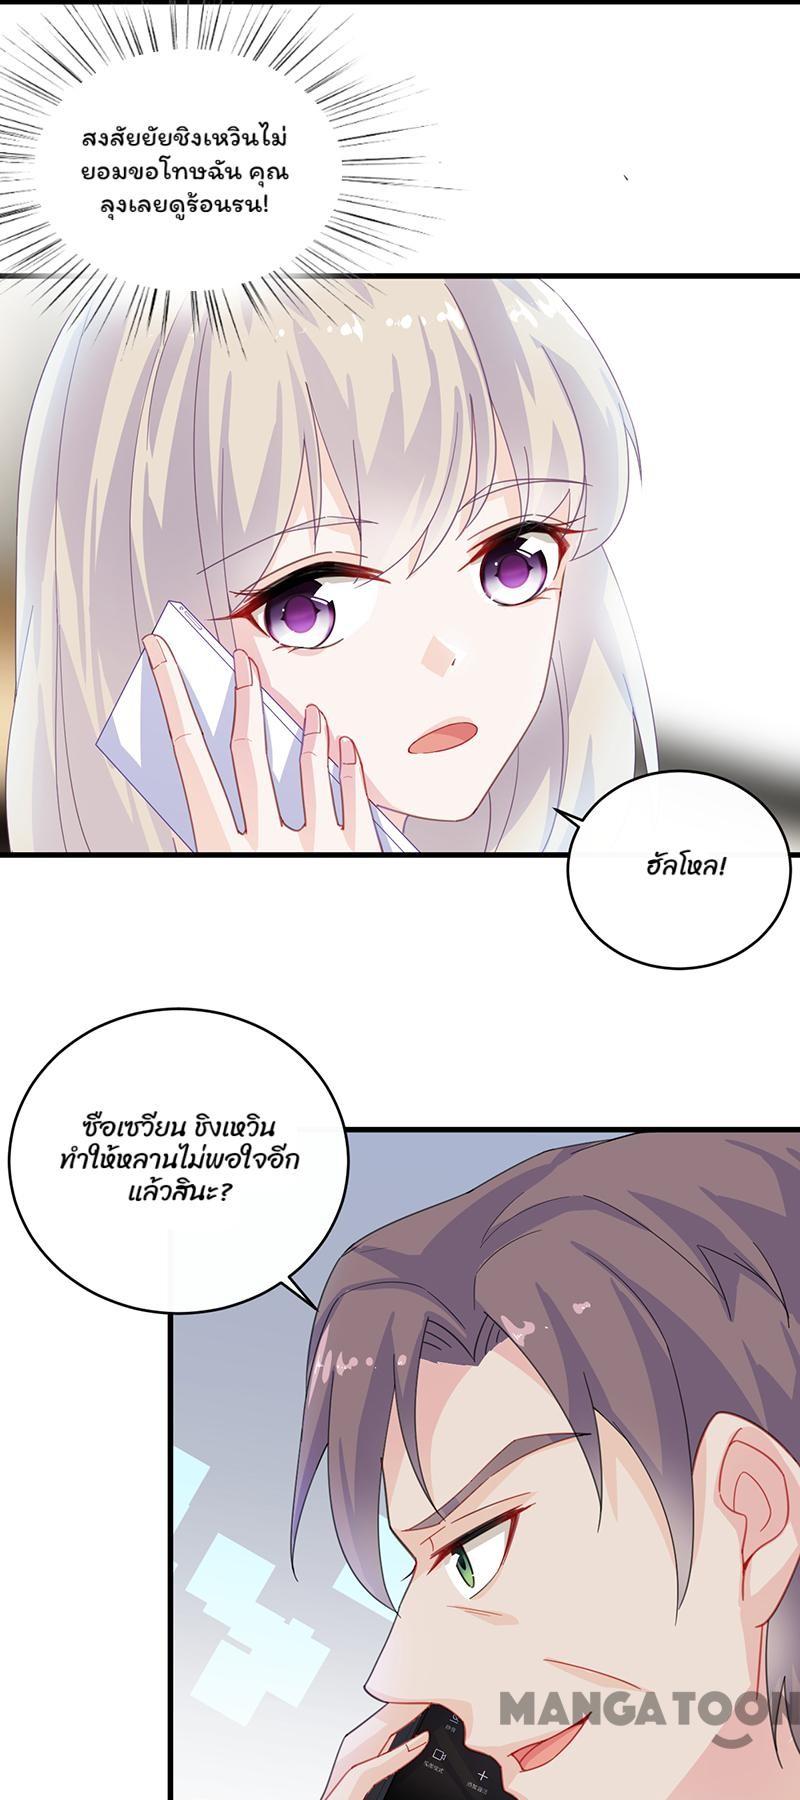 สงสัยยัยชิงเหวินไม่
ยอมขอโทษฉัน คุณ
ลุงเลยดูร้อนรน!
ฮัลโหล!
ซือเซวียน ชิงเหวิน
ทำให้หลานไม่พอใจอีก
แล้วสินะ?
MANGATOON